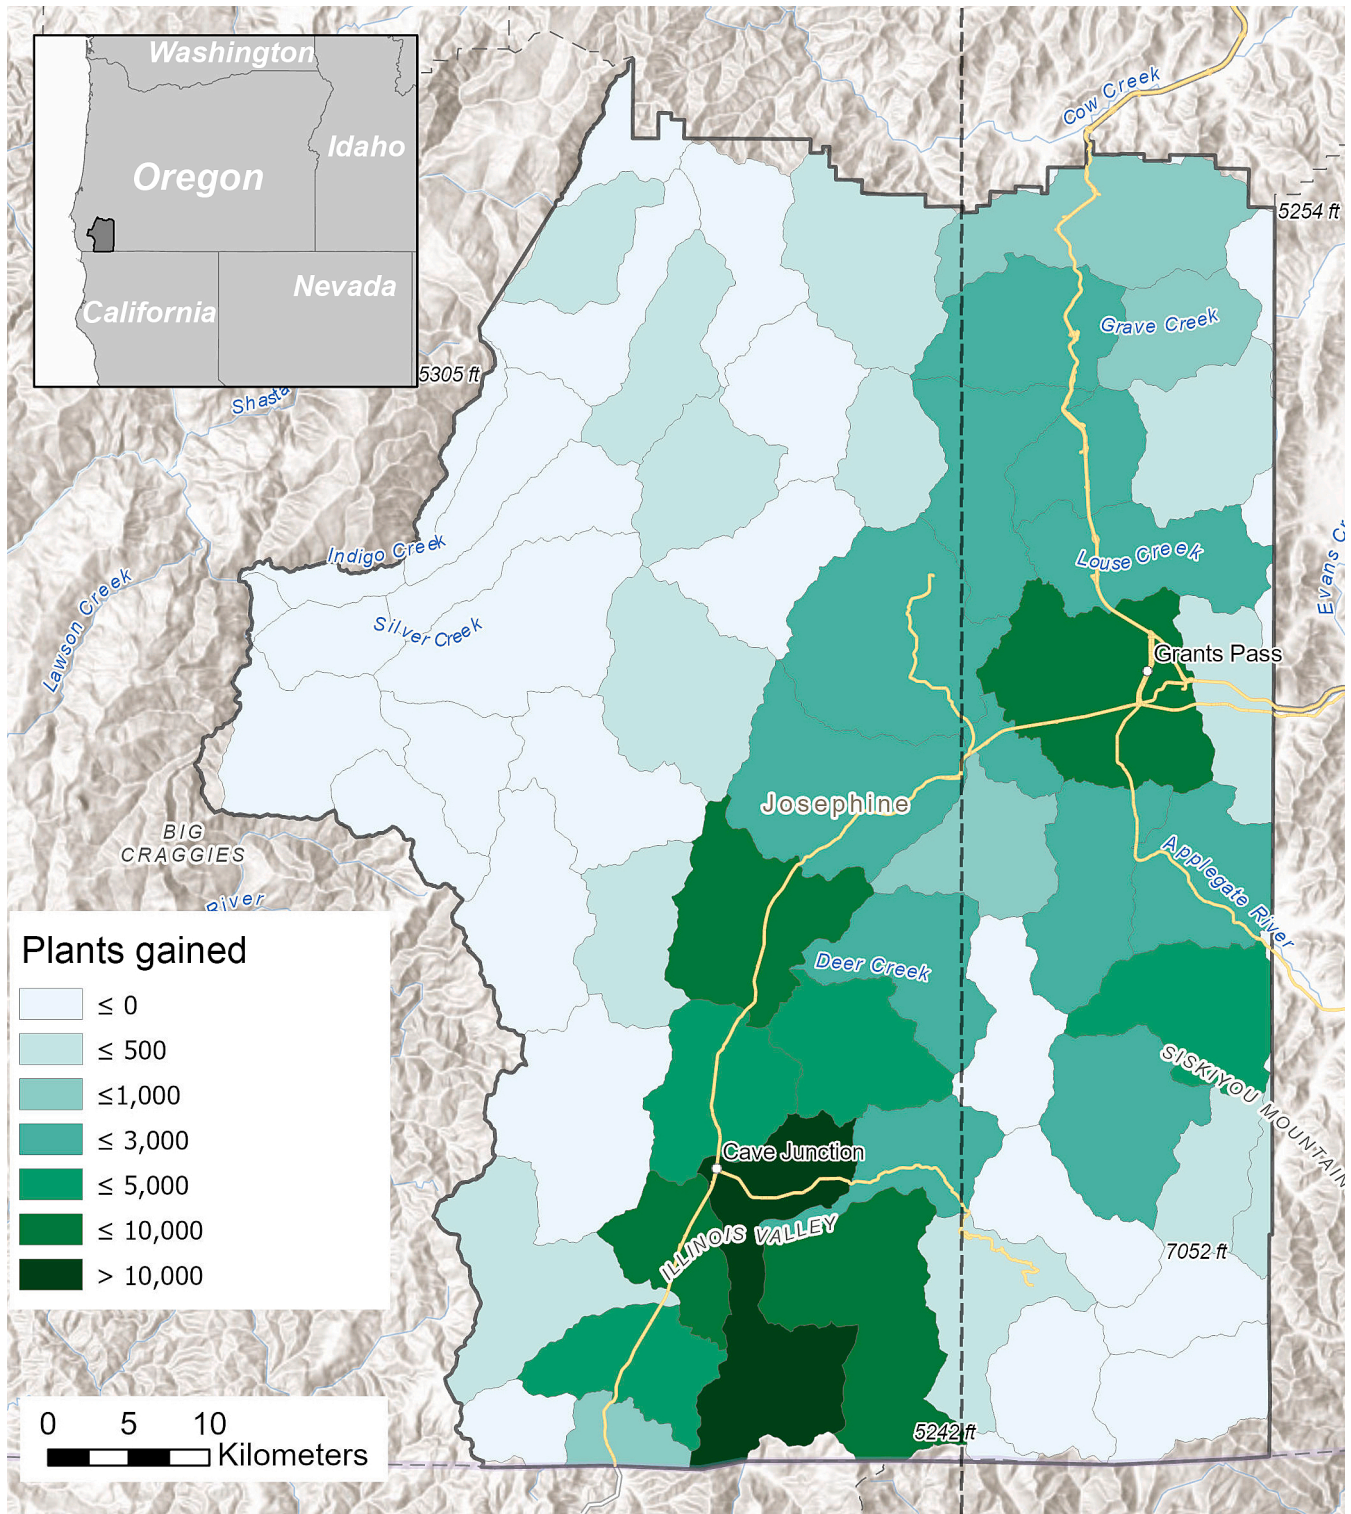 Washington
Oregon
Idaho
Nevada
California
Cow Creek
5254 ft
Grave Creek
5305 ft
Shasta
Indigo Creek
Lawson Creek
Silver Creek
Louse Creek
Evans Cr
Grants Pass
Josephine
BIG
CRAGGIES
River
Applegate River
Deer Creek
Plants gained
≤ 0
≤ 500
≤1,000
≤ 3,000
≤ 5,000
≤ 10,000
> 10,000
SISKIYOU MOUNTAIN
Cave Junction
ILLINOIS VALLEY
7052 ft
5242 ft
0 5 10
Kilometers